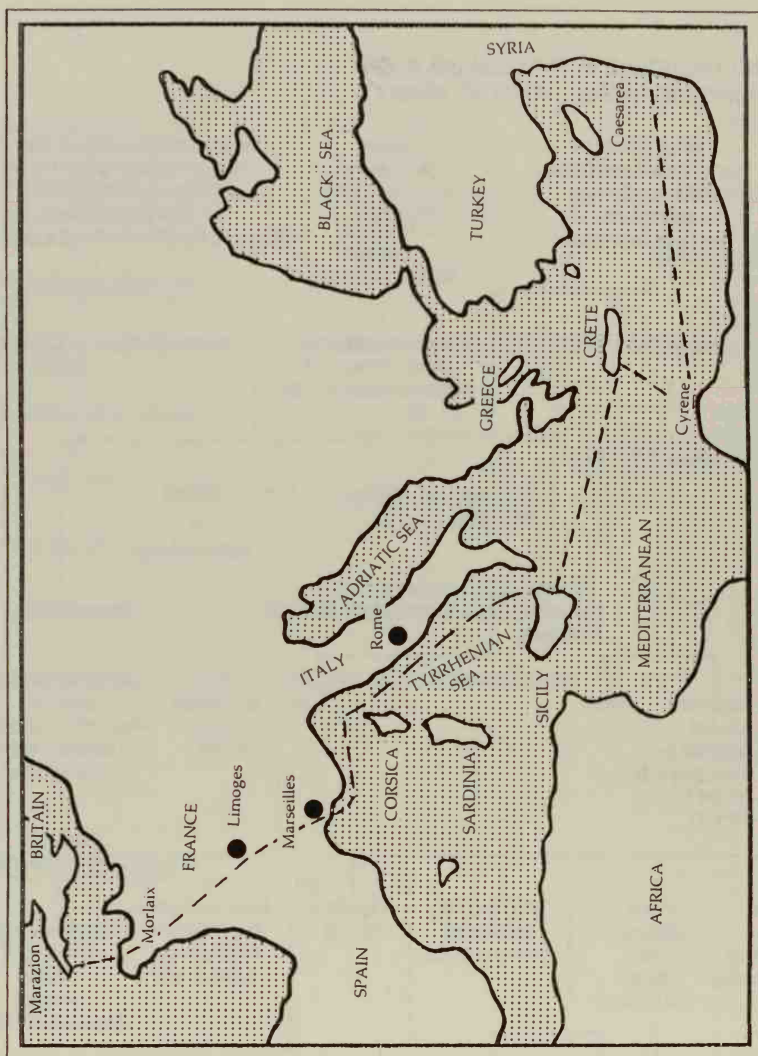 Marazion
BRITAIN
Morlaix
FRANCE
Limoges
Marseilles
SPAIN
ITALY
Rome
ADRIATIC SEA
TYRRHENIAN
SEA
CORSICA
SARDINIA
SICILY
AFRICA
MEDITERRANEAN
GREECE
CRETE
Cyrene
BLACK SEA
TURKEY
SYRIA
Caesarea